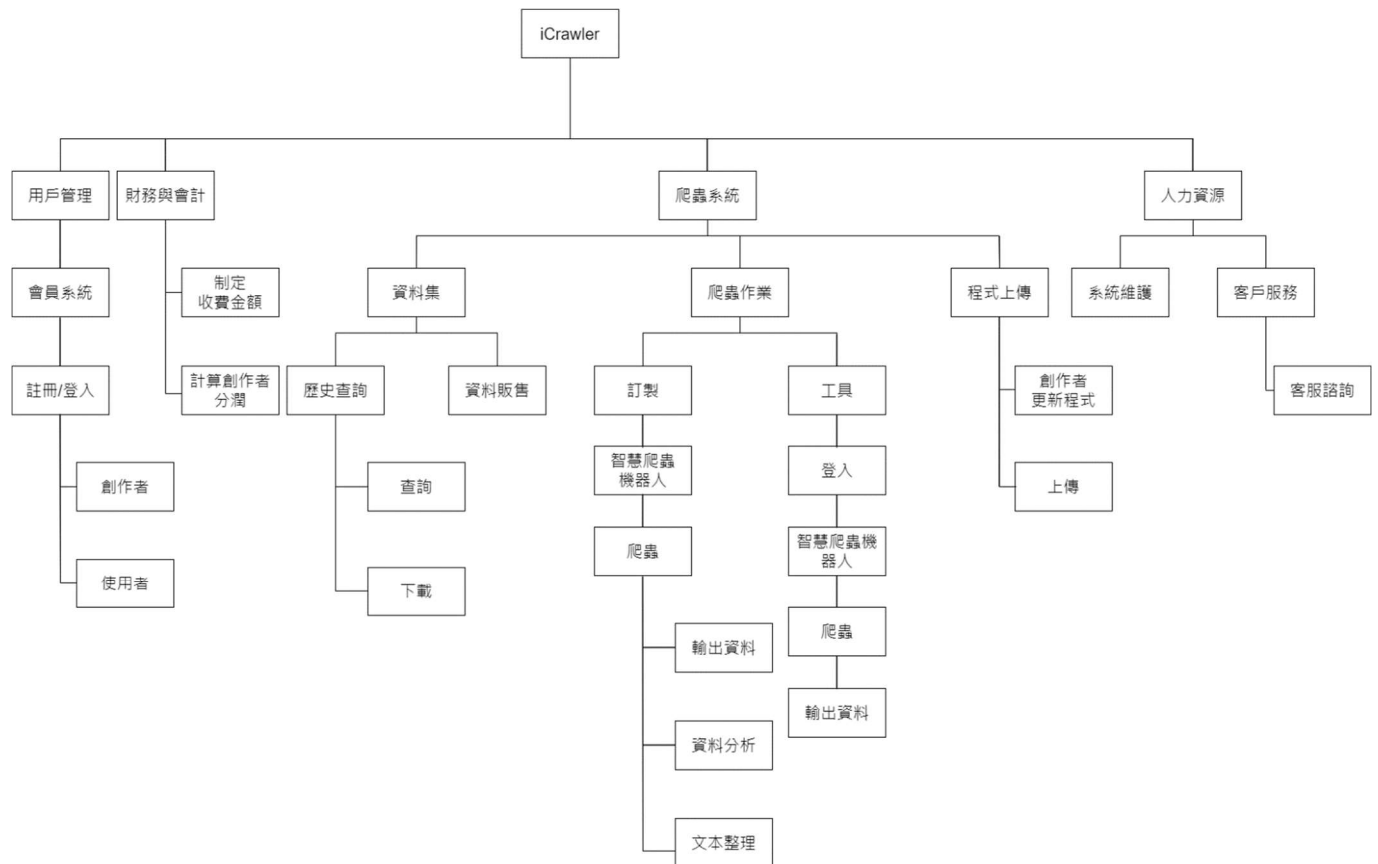 iCrawler
用戶管理
財務與會計
爬蟲系統
人力資源
會員系統
制定
收費金額
資料集
爬蟲作業
程式上傳
系統維護
客戶服務
註冊/登入
計算創作者
分潤
歷史查詢
資料販售
訂製
工具
創作者
更新程式
客服諮詢
創作者
查詢
智慧爬蟲
機器人
登入
上傳
使用者
下載
爬蟲
智慧爬蟲機
器人
輸出資料
爬蟲
資料分析
輸出資料
文本整理